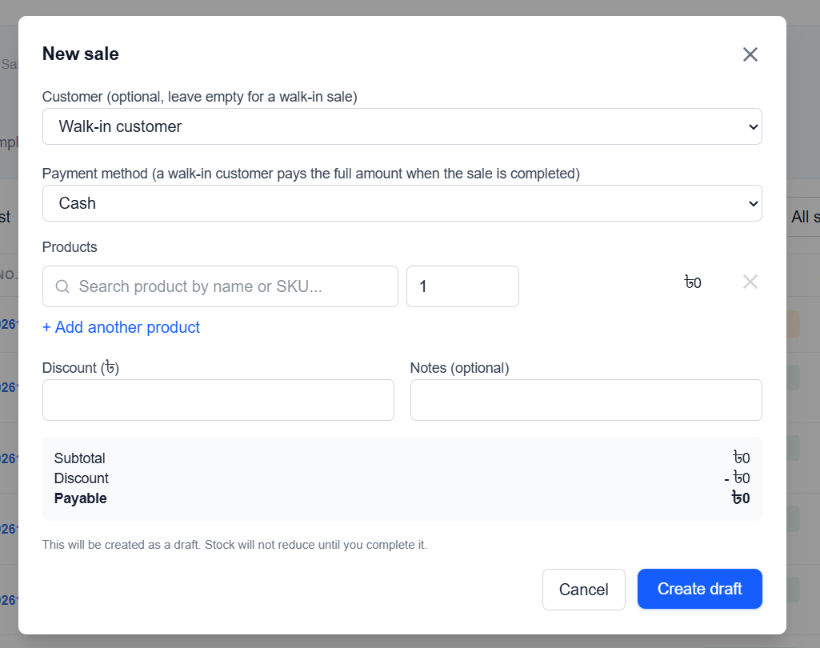 New sale
Customer (optional, leave empty for a walk-in sale)
Walk-in customer
Payment method (a walk-in customer pays the full amount when the sale is completed)
Cash
Products
Search product by name or SKU...
1
৳0
+ Add another product
Discount (৳)
Notes (optional)
Subtotal ৳0
Discount - ৳0
Payable ৳0
This will be created as a draft. Stock will not reduce until you complete it.
Cancel
Create draft